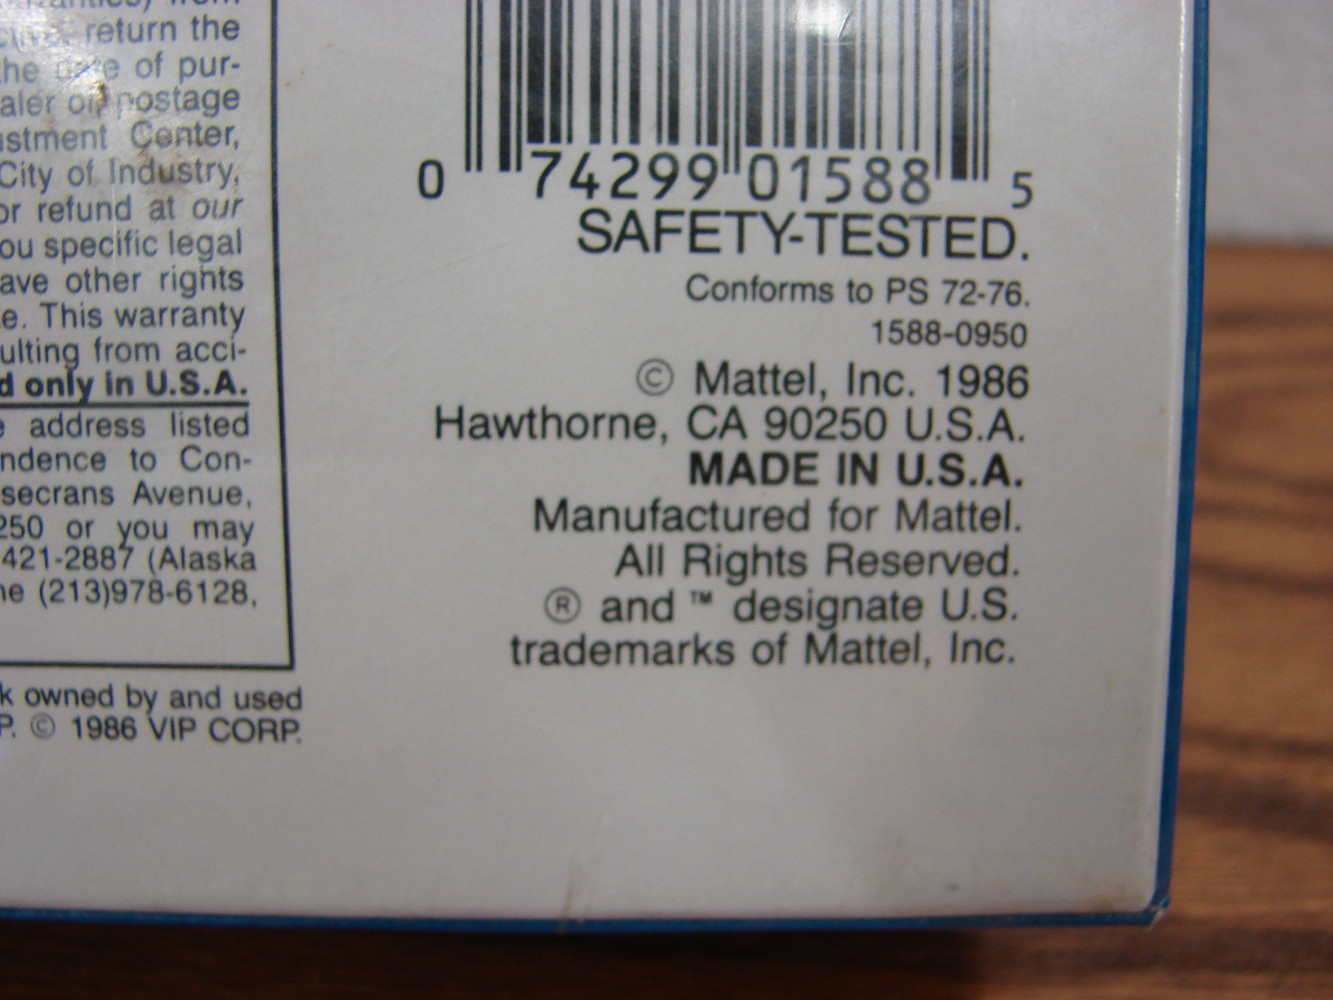 return the
the date of pur-
aler or postage
ustment Center,
City of Industry,
or refund at our
ou specific legal
ave other rights
e. This warranty
ulting from acci-
d only in U.S.A.
e address listed
ndence to Con-
secrans Avenue,
250 or you may
421-2887 (Alaska
ne (213)978-6128,
k owned by and used
P. © 1986 VIP CORP.
0 74299 01588 5
SAFETY-TESTED.
Conforms to PS 72-76.
1588-0950
© Mattel, Inc. 1986
Hawthorne, CA 90250 U.S.A.
MADE IN U.S.A.
Manufactured for Mattel.
All Rights Reserved.
® and ™ designate U.S.
trademarks of Mattel, Inc.